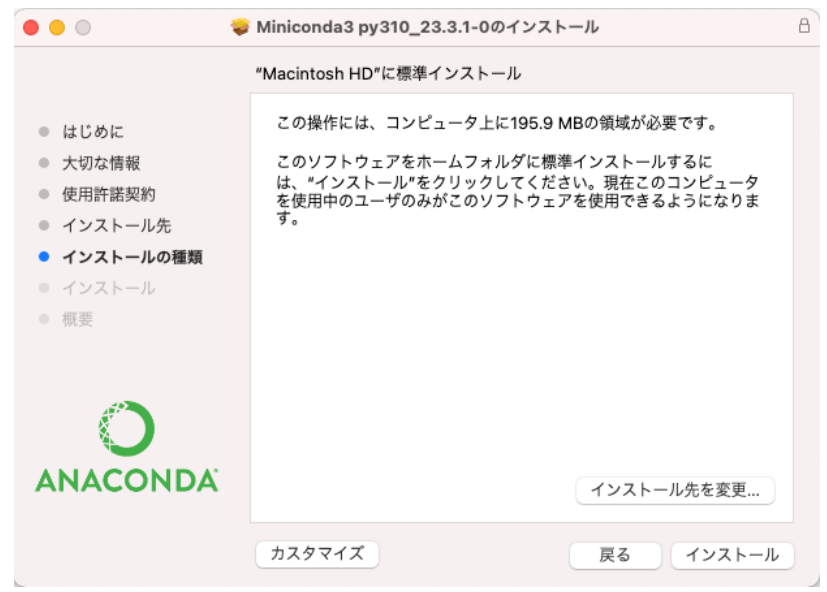 Miniconda3 py310_23.3.1-0のインストール
“Macintosh HD”に標準インストール
はじめに
大切な情報
使用許諾契約
インストール先
インストールの種類
インストール
概要
ANACONDA
この操作には、コンピュータ上に195.9 MBの領域が必要です。
このソフトウェアをホームフォルダに標準インストールするに
は、“インストール”をクリックしてください。現在このコンピュータ
を使用中のユーザのみがこのソフトウェアを使用できるようになりま
す。
インストール先を変更...
カスタマイズ
戻る
インストール